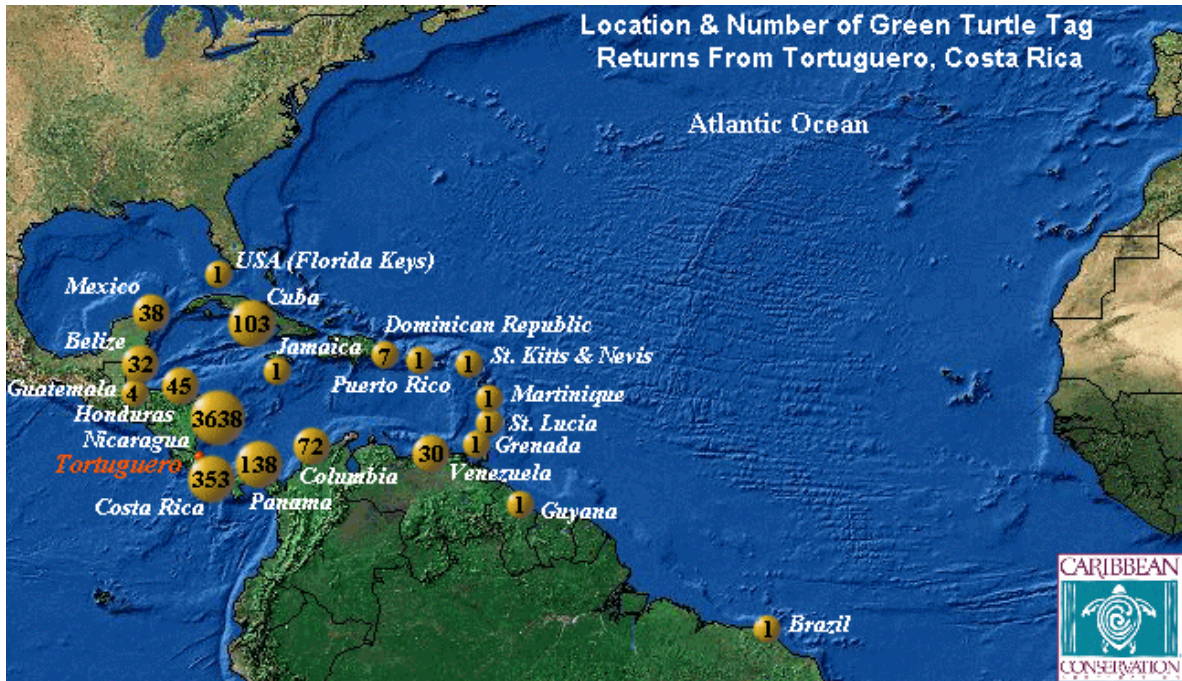 Location & Number of Green Turtle Tag
Returns From Tortuguero, Costa Rica
Atlantic Ocean
1
USA (Florida Keys)
Mexico
38
Cuba
103
Belize
32
Jamaica
1
Dominican Republic
7
1
Puerto Rico
1
St. Kitts & Nevis
Guatemala
4
45
Honduras
1
Martinique
3638
Nicaragua
1
St. Lucia
1
Grenada
Tortuguero
353
Costa Rica
138
Panama
72
Columbia
30
Venezuela
1
Guyana
1
Brazil
CARIBBEAN
CONSERVATION